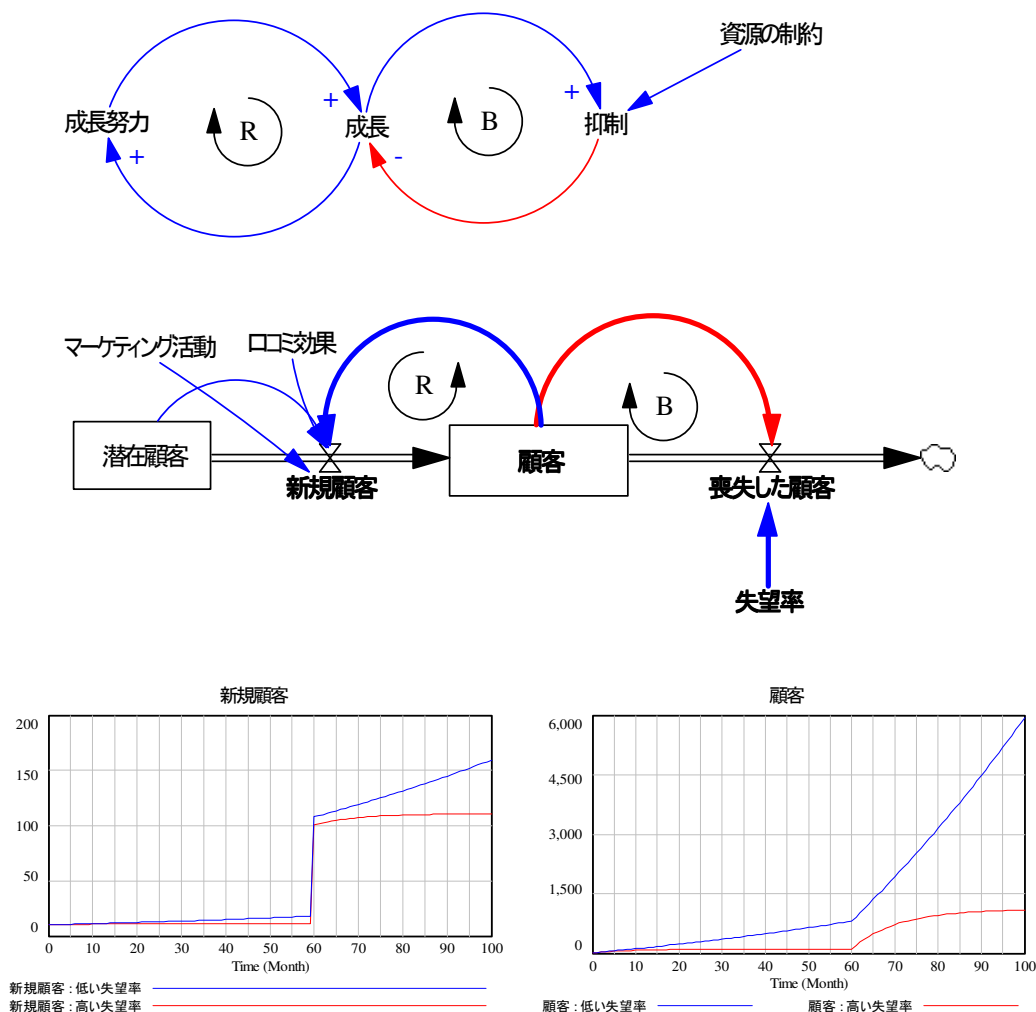 資源の制約
成長努力
+
R
+
成長
-
B
+
抑制
マーケティング活動
口コミ効果
R
B
潜在顧客
新規顧客
顧客
喪失した顧客
失望率
新規顧客
200
150
100
50
0
0 10 20 30 40 50 60 70 80 90 100
Time (Month)
新規顧客 : 低い失望率
新規顧客 : 高い失望率
顧客
6,000
4,500
3,000
1,500
0
0 10 20 30 40 50 60 70 80 90 100
Time (Month)
顧客 : 低い失望率
顧客 : 高い失望率